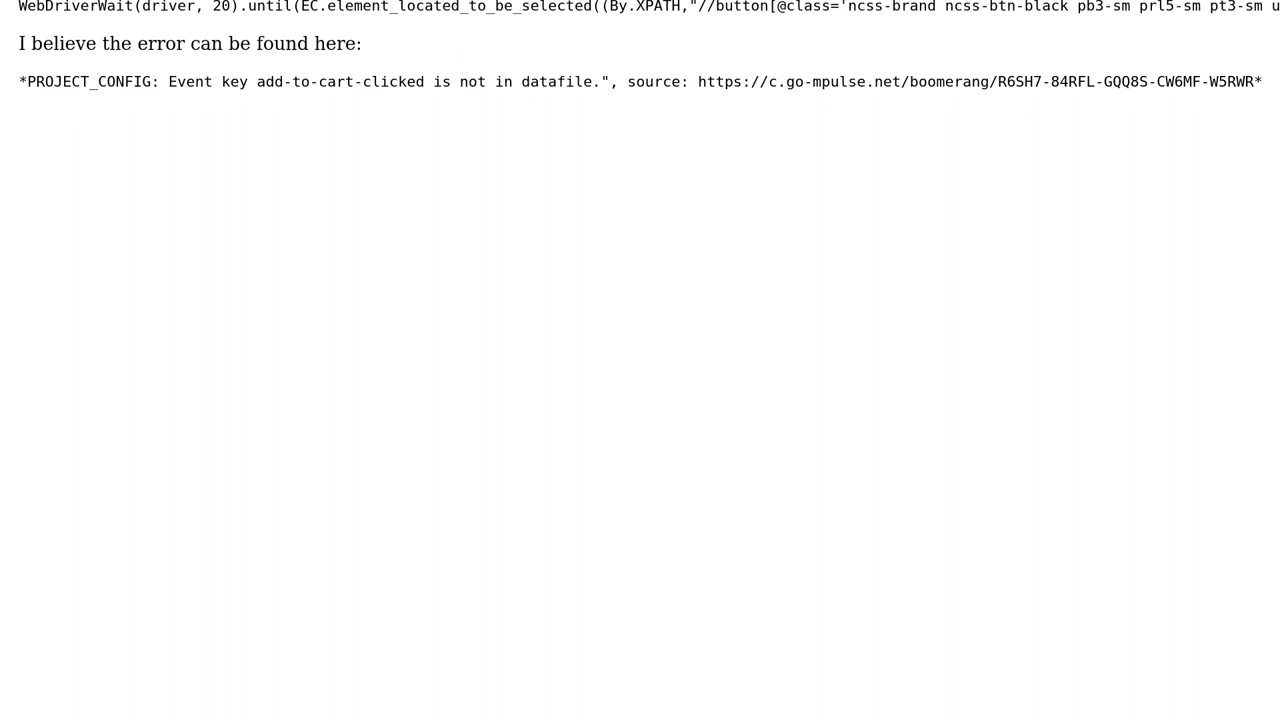 WebDriverWait(driver, 20).until(EC.element_located_to_be_selected((By.XPATH,"//button[@class='ncss-brand ncss-btn-black pb3-sm prl5-sm pt3-sm u
I believe the error can be found here:
*PROJECT_CONFIG: Event key add-to-cart-clicked is not in datafile.", source: https://c.go-mpulse.net/boomerang/R6SH7-84RFL-GQQ8S-CW6MF-W5RWR*